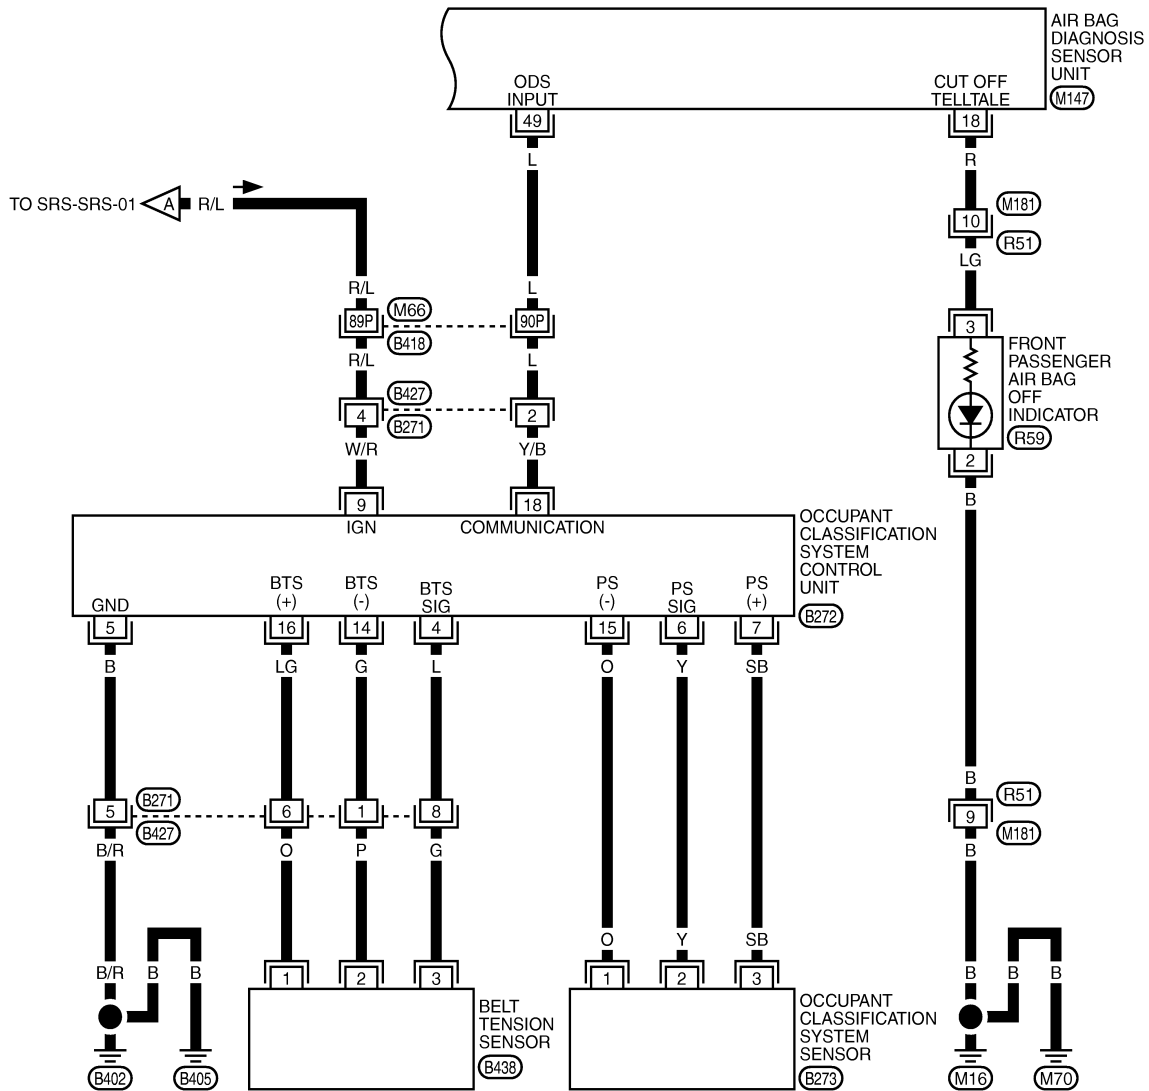 AIR BAG
DIAGNOSIS
SENSOR
UNIT
M147
ODS
INPUT
CUT OFF
TELLTALE
49
18
L
R
TO SRS-SRS-01
A
R/L
10
M181
R51
LG
R/L
L
89P
M66
B418
90P
R/L
L
3
FRONT
PASSENGER
AIR BAG
OFF
INDICATOR
R59
4
B427
B271
2
W/R
Y/B
2
B
9
18
IGN
COMMUNICATION
OCCUPANT
CLASSIFICATION
SYSTEM
CONTROL
UNIT
B272
GND
BTS
(+)
BTS
(-)
BTS
SIG
PS
(-)
PS
SIG
PS
(+)
5
16
14
4
15
6
7
B
LG
G
L
O
Y
SB
B
5
B271
B427
6
1
8
9
R51
M181
B/R
O
P
G
B
O
Y
SB
B/R
B
B
1
2
3
1
2
3
B
B
B
BELT
TENSION
SENSOR
B438
OCCUPANT
CLASSIFICATION
SYSTEM
SENSOR
B273
B402
B405
M16
M70